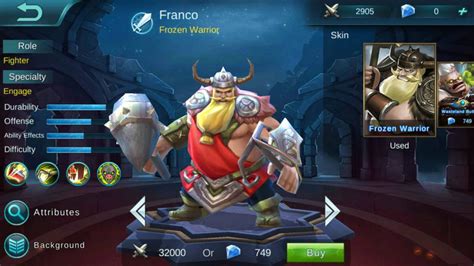 Franco
Frozen Warrior
2905
0
Role
Fighter
Specialty
Engage
Durability
Offense
Ability Effects
Difficulty
Skin
Frozen Warrior
Wasteland
749
Used
Attributes
Background
32000 Or 749
Buy